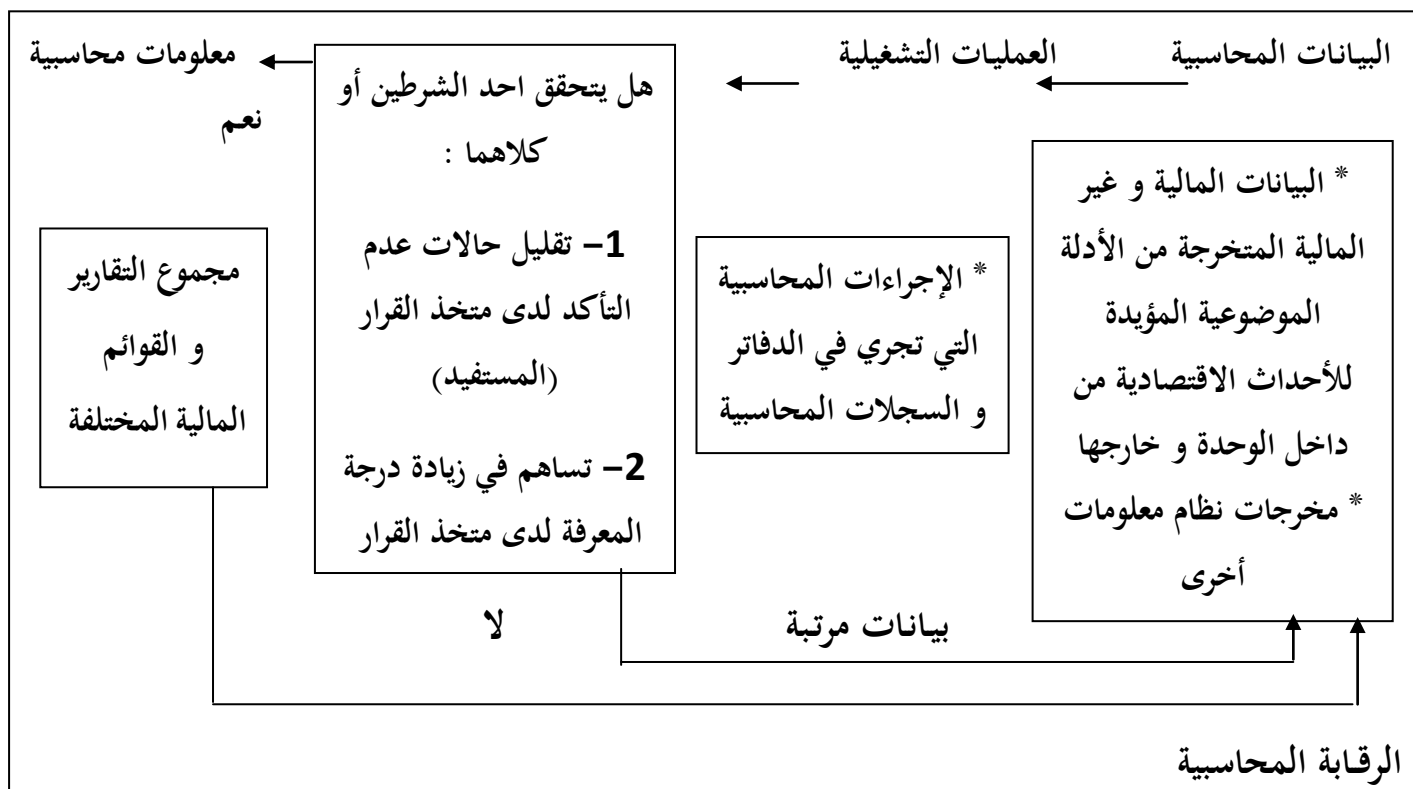 البيانات المحاسبية
العمليات التشغيلية
معلومات محاسبية
نعم
* البيانات المالية و غير
المالية المتخرجة من الأدلة
الموضوعية المؤيدة
للأحداث الاقتصادية من
داخل الوحدة و خارجها
* مخرجات نظام معلومات
أخرى
* الإجراءات المحاسبية
التي تجري في الدفاتر
و السجلات المحاسبية
هل يتحقق احد الشرطين أو
كلاهما :
1– تقليل حالات عدم
التأكد لدى متخذ القرار
(المستفيد)
2– تساهم في زيادة درجة
المعرفة لدى متخذ القرار
مجموع التقارير
و القوائم
المالية المختلفة
بيانات مرتبة
لا
الرقابة المحاسبية